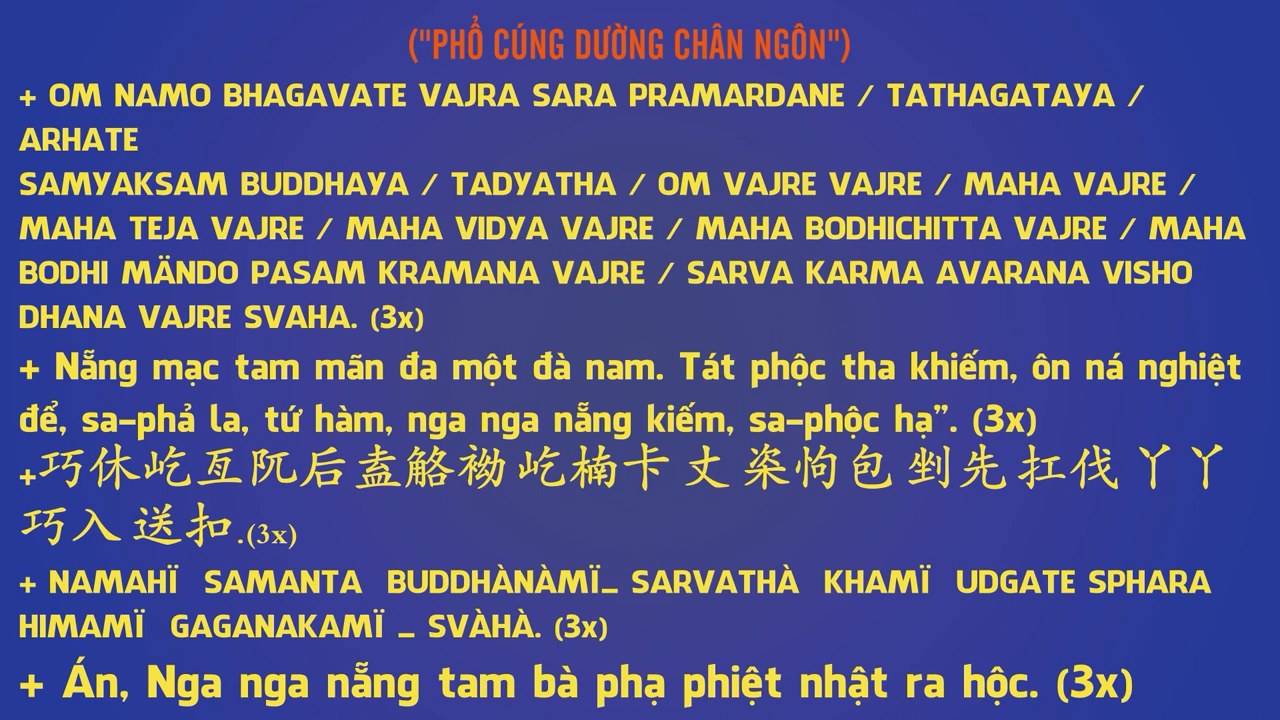 ("PHỔ CÚNG DƯỜNG CHÂN NGÔN")
+ OM NAMO BHAGAVATE VAJRA SARA PRAMARDANE / TATHAGATAYA /
ARHATE
SAMYAKSAM BUDDHAYA / TADYATHA / OM VAJRE VAJRE / MAHA VAJRE /
MAHA TEJA VAJRE / MAHA VIDYA VAJRE / MAHA BODHICHITTA VAJRE / MAHA
BODHI MÄNDO PASAM KRAMANA VAJRE / SARVA KARMA AVARANA VISHO
DHANA VAJRE SVAHA. (3x)
+ Nẵng mạc tam mãn đa một đà nam. Tát phộc tha khiếm, ôn ná nghiệt
để, sa-phả la, tứ hàm, nga nga nẵng kiếm, sa-phộc hạ”. (3x)
+巧休屹亙阢后盍觡袎屹楠卡丈 栥怐包 剉先扛伐 丫丫
巧入送扣.(3x)
+ NAMAHÏ SAMANTA BUDDHÀNÀMÏ_ SARVATHÀ KHAMÏ UDGATE SPHARA
HIMAMÏ GAGANAKAMÏ _ SVÀHÀ. (3x)
+ Án, Nga nga nẵng tam bà phạ phiệt nhật ra hộc. (3x)